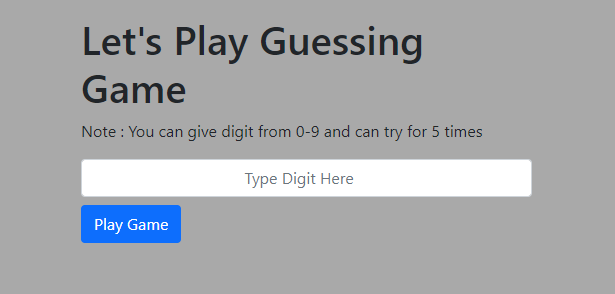 Let's Play Guessing
Game
Note : You can give digit from 0-9 and can try for 5 times
Type Digit Here
Play Game